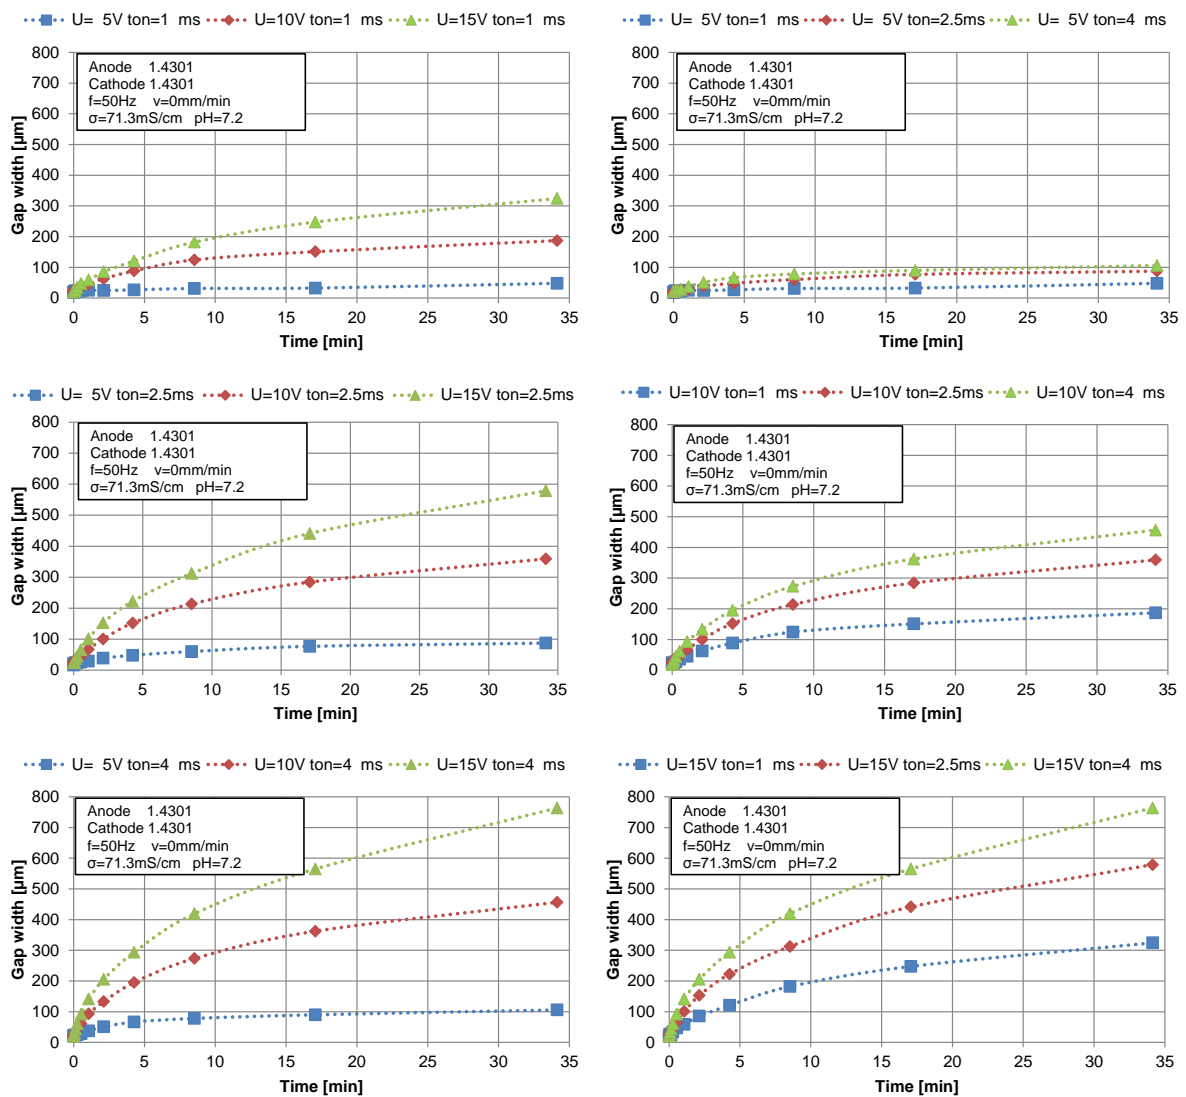 U= 5V ton=1 ms U=10V ton=1 ms U=15V ton=1 ms
800
700
600
500
400
300
200
100
0
Gap width [µm]
Anode 1.4301
Cathode 1.4301
f=50Hz v=0mm/min
σ=71.3mS/cm pH=7.2
0 5 10 15 20 25 30 35
Time [min]
U= 5V ton=1 ms U= 5V ton=2.5ms U= 5V ton=4 ms
800
700
600
500
400
300
200
100
0
Gap width [µm]
Anode 1.4301
Cathode 1.4301
f=50Hz v=0mm/min
σ=71.3mS/cm pH=7.2
0 5 10 15 20 25 30 35
Time [min]
U= 5V ton=2.5ms U=10V ton=2.5ms U=15V ton=2.5ms
800
700
600
500
400
300
200
100
0
Gap width [µm]
Anode 1.4301
Cathode 1.4301
f=50Hz v=0mm/min
σ=71.3mS/cm pH=7.2
0 5 10 15 20 25 30 35
Time [min]
U=10V ton=1 ms U=10V ton=2.5ms U=10V ton=4 ms
800
700
600
500
400
300
200
100
0
Gap width [µm]
Anode 1.4301
Cathode 1.4301
f=50Hz v=0mm/min
σ=71.3mS/cm pH=7.2
0 5 10 15 20 25 30 35
Time [min]
U= 5V ton=4 ms U=10V ton=4 ms U=15V ton=4 ms
800
700
600
500
400
300
200
100
0
Gap width [µm]
Anode 1.4301
Cathode 1.4301
f=50Hz v=0mm/min
σ=71.3mS/cm pH=7.2
0 5 10 15 20 25 30 35
Time [min]
U=15V ton=1 ms U=15V ton=2.5ms U=15V ton=4 ms
800
700
600
500
400
300
200
100
0
Gap width [µm]
Anode 1.4301
Cathode 1.4301
f=50Hz v=0mm/min
σ=71.3mS/cm pH=7.2
0 5 10 15 20 25 30 35
Time [min]